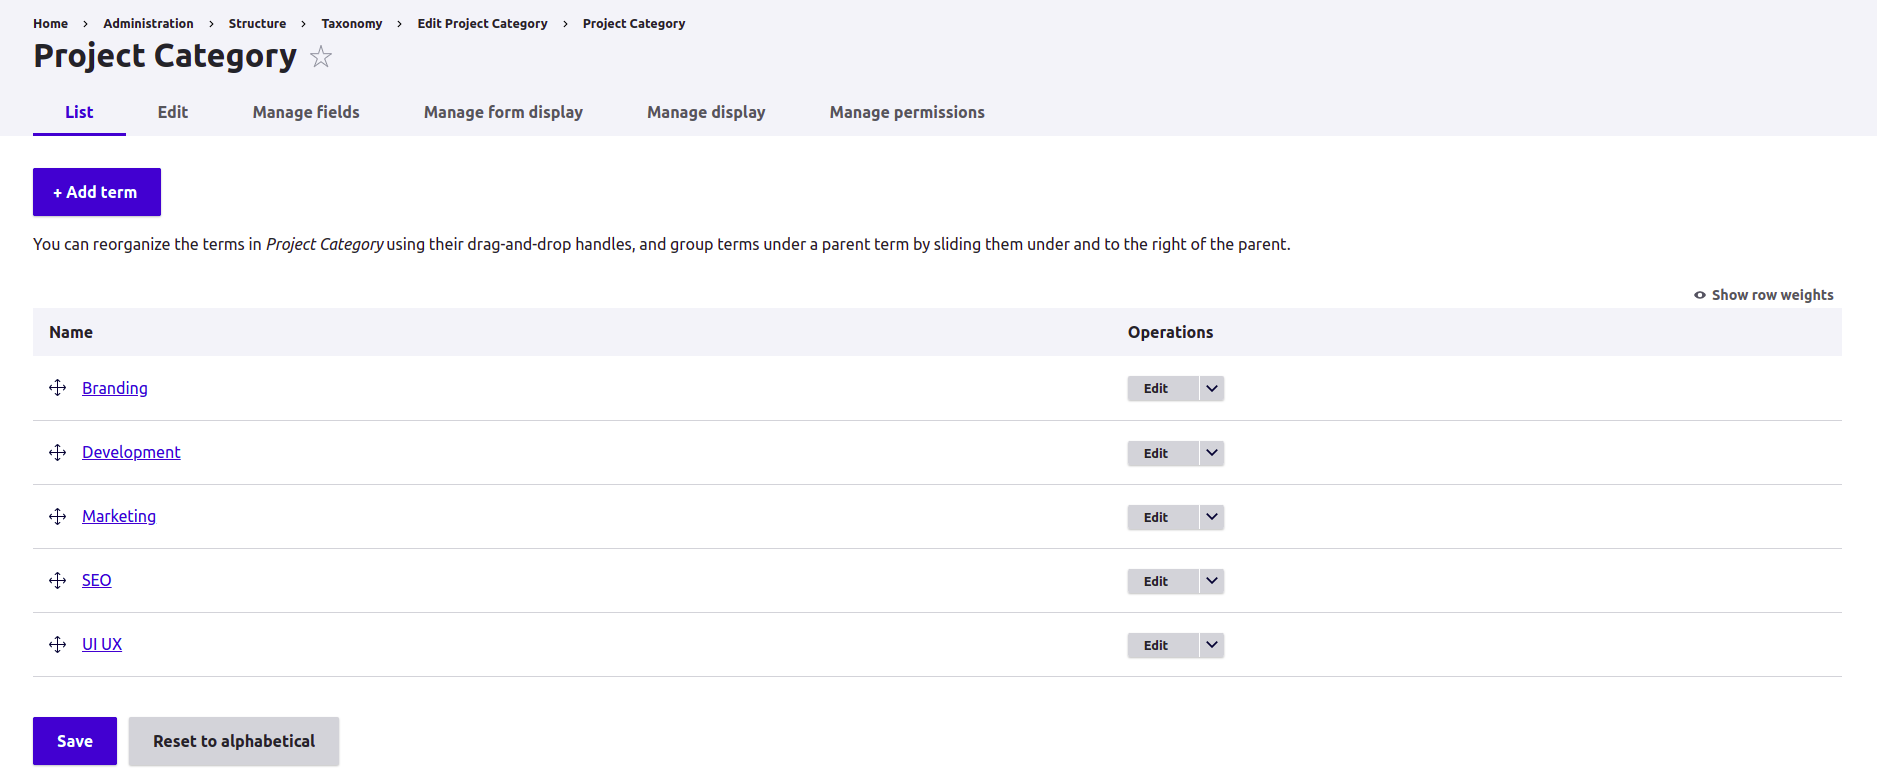 Home > Administration > Structure > Taxonomy > Edit Project Category > Project Category
Project Category
List Edit Manage fields Manage form display Manage display Manage permissions
+ Add term
You can reorganize the terms in Project Category using their drag-and-drop handles, and group terms under a parent term by sliding them under and to the right of the parent.
Show row weights
Name Operations
Branding Edit
Development Edit
Marketing Edit
SEO Edit
UI UX Edit
Save Reset to alphabetical